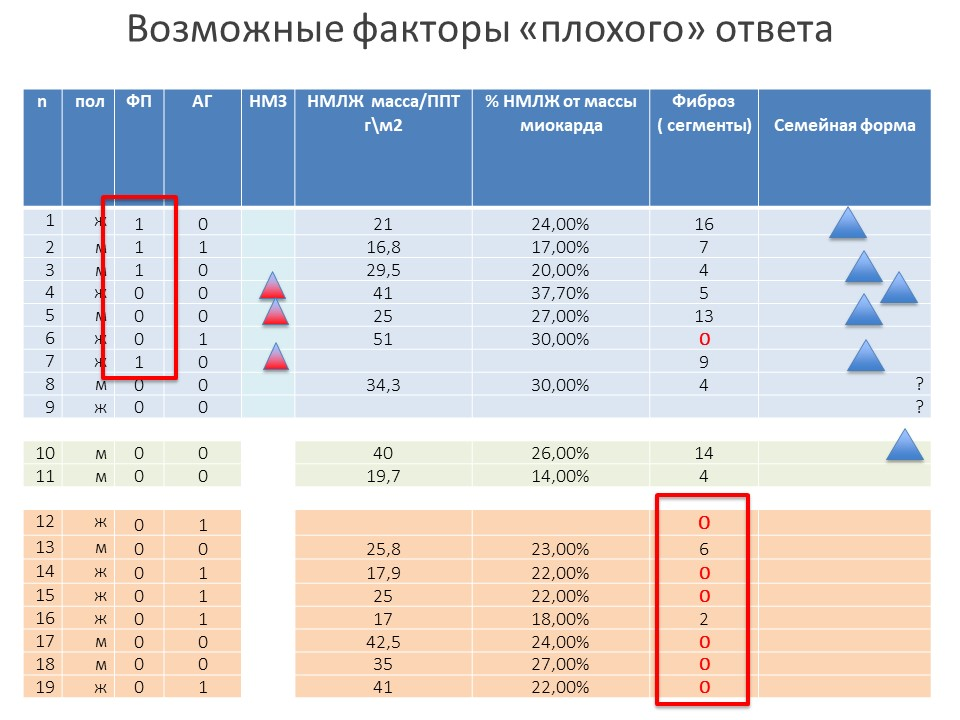 Возможные факторы «плохого» ответа
n пол ФП АГ НМЗ НМЛЖ масса/ППТ г\м2 % НМЛЖ от массы миокарда Фиброз ( сегменты) Семейная форма
1 ж 1 0 21 24,00% 16
2 м 1 1 16,8 17,00% 7
3 м 1 0 29,5 20,00% 4
4 ж 0 0 41 37,70% 5
5 м 0 0 25 27,00% 13
6 ж 0 1 51 30,00% 0
7 ж 1 0 9
8 м 0 0 34,3 30,00% 4 ?
9 ж 0 0 ?
10 м 0 0 40 26,00% 14
11 м 0 0 19,7 14,00% 4
12 ж 0 1 0
13 м 0 0 25,8 23,00% 6
14 ж 0 1 17,9 22,00% 0
15 ж 0 1 25 22,00% 0
16 ж 0 1 17 18,00% 2
17 м 0 0 42,5 24,00% 0
18 м 0 0 35 27,00% 0
19 ж 0 1 41 22,00% 0